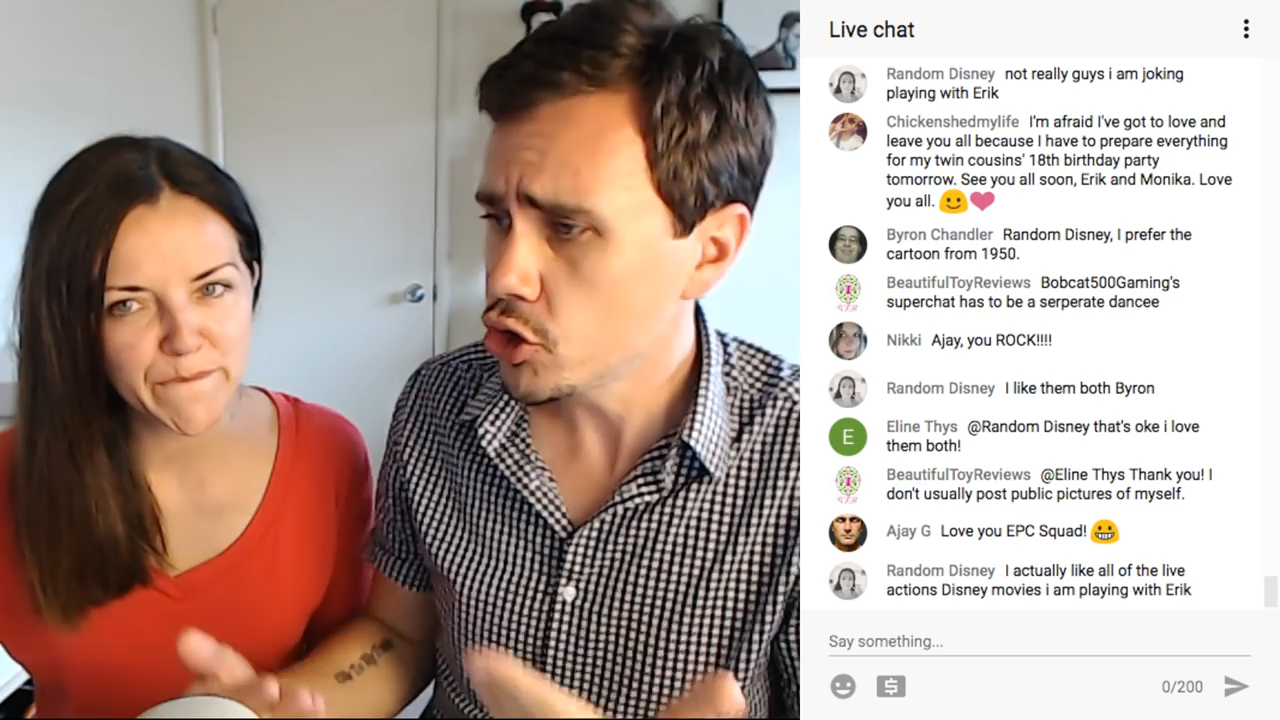 Live chat
Random Disney not really guys i am joking
playing with Erik
Chickenshedmylife I'm afraid I've got to love and
leave you all because I have to prepare everything
for my twin cousins' 18th birthday party
tomorrow. See you all soon, Erik and Monika. Love
you all. 🙂❤
Byron Chandler Random Disney, I prefer the
cartoon from 1950.
BeautifulToyReviews Bobcat500Gaming's
superchat has to be a serperate dancee
Nikki Ajay, you ROCK!!!!
Random Disney I like them both Byron
E
Eline Thys @Random Disney that's oke i love
them both!
BeautifulToyReviews @Eline Thys Thank you! I
don't usually post public pictures of myself.
Ajay G Love you EPC Squad! 😀
Random Disney I actually like all of the live
actions Disney movies i am playing with Erik
Say something...
$
0/200